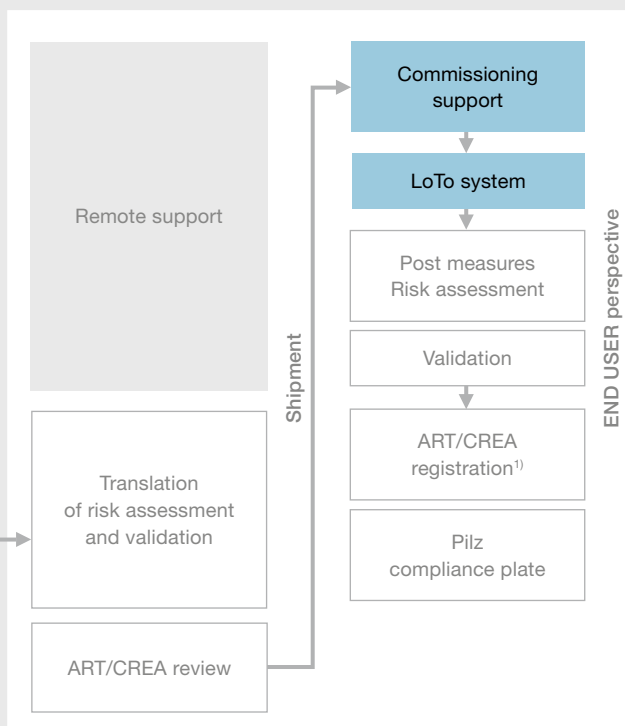 Remote support
Translation
of risk assessment
and validation
ART/CREA review
Shipment
Commissioning
support
LoTo system
Post measures
Risk assessment
Validation
ART/CREA
registration¹⁾
Pilz
compliance plate
END USER perspective